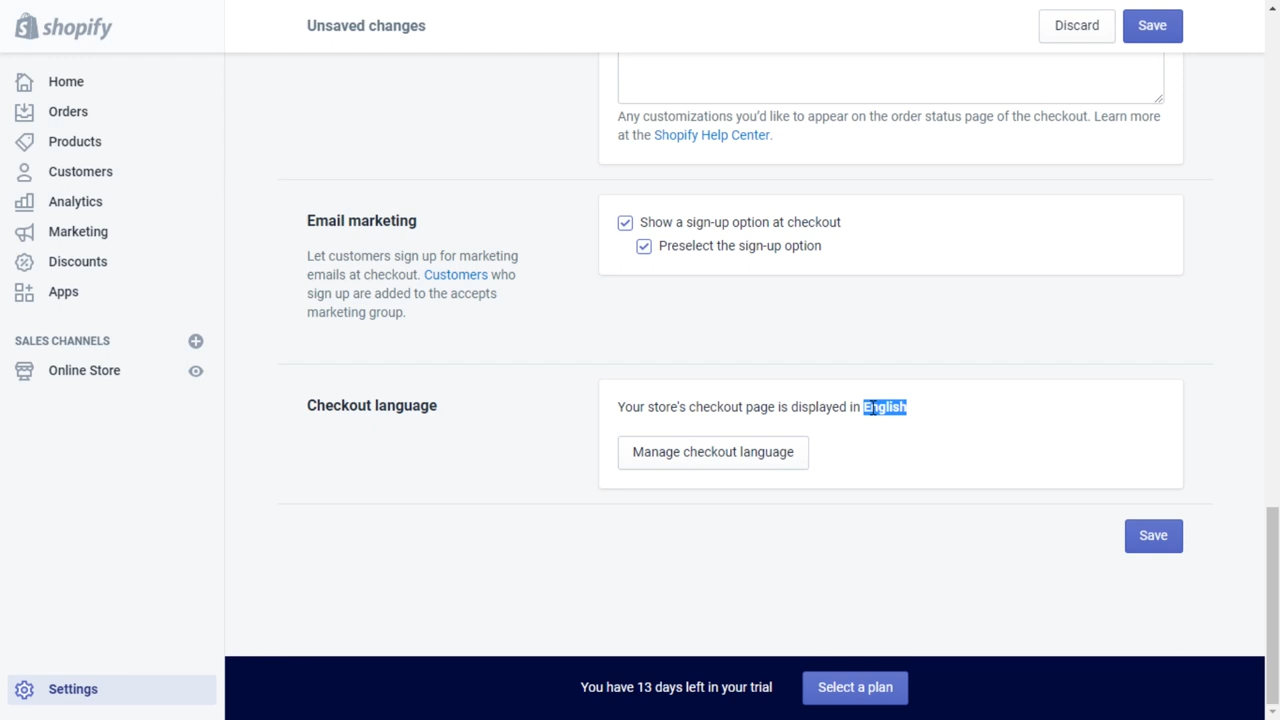 shopify
Unsaved changes
Discard
Save
Home
Orders
Products
Customers
Analytics
Marketing
Discounts
Apps
SALES CHANNELS
Online Store
Settings
Any customizations you'd like to appear on the order status page of the checkout. Learn more
at the Shopify Help Center.
Email marketing
Let customers sign up for marketing
emails at checkout. Customers who
sign up are added to the accepts
marketing group.
Show a sign-up option at checkout
Preselect the sign-up option
Checkout language
Your store's checkout page is displayed in English
Manage checkout language
Save
You have 13 days left in your trial
Select a plan